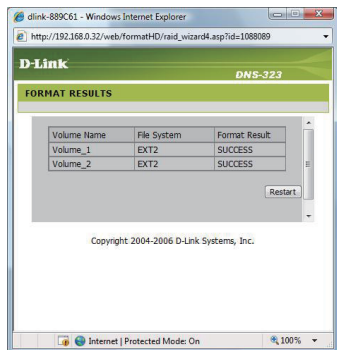 dlink-889C61 - Windows Internet Explorer
http://192.168.0.32/web/formatHD/raid_wizard4.asp?id=1088089
D-Link
DNS-323
FORMAT RESULTS
Volume Name File System Format Result
Volume_1 EXT2 SUCCESS
Volume_2 EXT2 SUCCESS
Restart
Copyright 2004-2006 D-Link Systems, Inc.
Internet | Protected Mode: On 100%